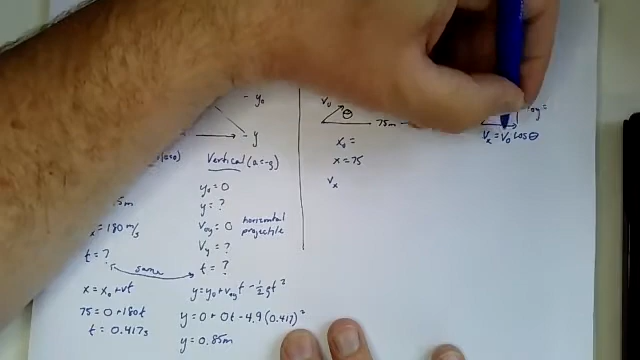 - y₀
- y
Vertical (a=-g)
5m
y₀ = 0
y = ?
= 180 m/s
v₀y = 0 horizontal projectile
Vy = ?
t = ?
same
t = ?
x = x₀ + vt
y = y₀ + v₀y t - ½gt²
75 = 0 + 180t
y = 0 + 0t - 4.9(0.417)²
t = 0.417s
y = 0.85m
V₀
θ
75m
x₀ =
x = 75
Vx
oy =
Vx = V₀ cos θ